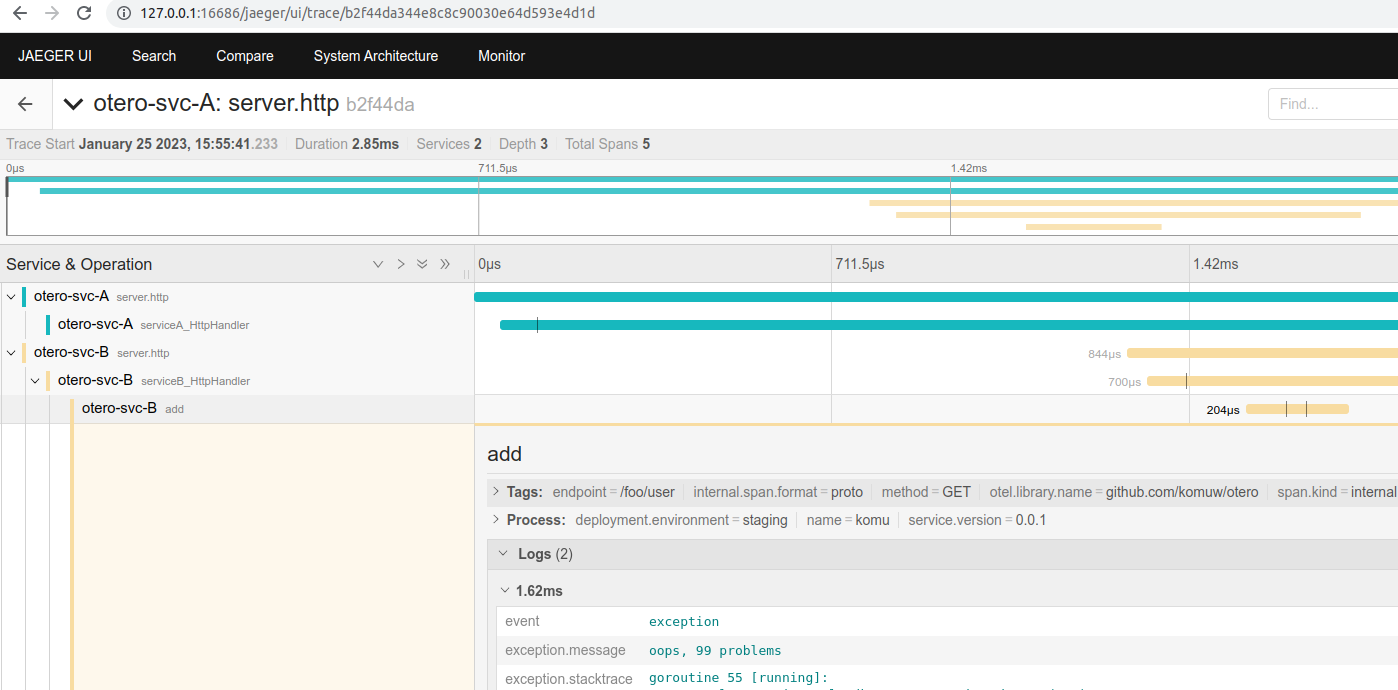 127.0.0.1:16686/jaeger/ui/trace/b2f44da344e8c8c90030e64d593e4d1d
JAEGER UI Search Compare System Architecture Monitor
otero-svc-A: server.http b2f44da Find...
Trace Start January 25 2023, 15:55:41.233 Duration 2.85ms Services 2 Depth 3 Total Spans 5
0μs 711.5μs 1.42ms
Service & Operation 0μs 711.5μs 1.42ms
otero-svc-A server.http
otero-svc-A serviceA_HttpHandler
otero-svc-B server.http 844μs
otero-svc-B serviceB_HttpHandler 700μs
otero-svc-B add 204μs
add
Tags: endpoint = /foo/user internal.span.format = proto method = GET otel.library.name = github.com/komuw/otero span.kind = internal
Process: deployment.environment = staging name = komu service.version = 0.0.1
Logs (2)
1.62ms
event exception
exception.message oops, 99 problems
exception.stacktrace goroutine 55 [running]: